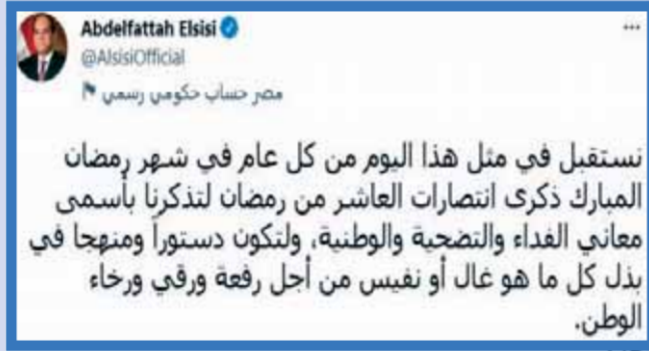 Abdelfattah Elsisi
@AlsisiOfficial
مصر حساب حكومي رسمي
نستقبل في مثل هذا اليوم من كل عام في شهر رمضان
المبارك ذكرى انتصارات العاشر من رمضان لتذكرنا بأسمى
معاني الفداء والتضحية والوطنية، ولتكون دستوراً ومنهجا في
بذل كل ما هو غال أو نفيس من أجل رفعة ورقي ورخاء
الوطن.